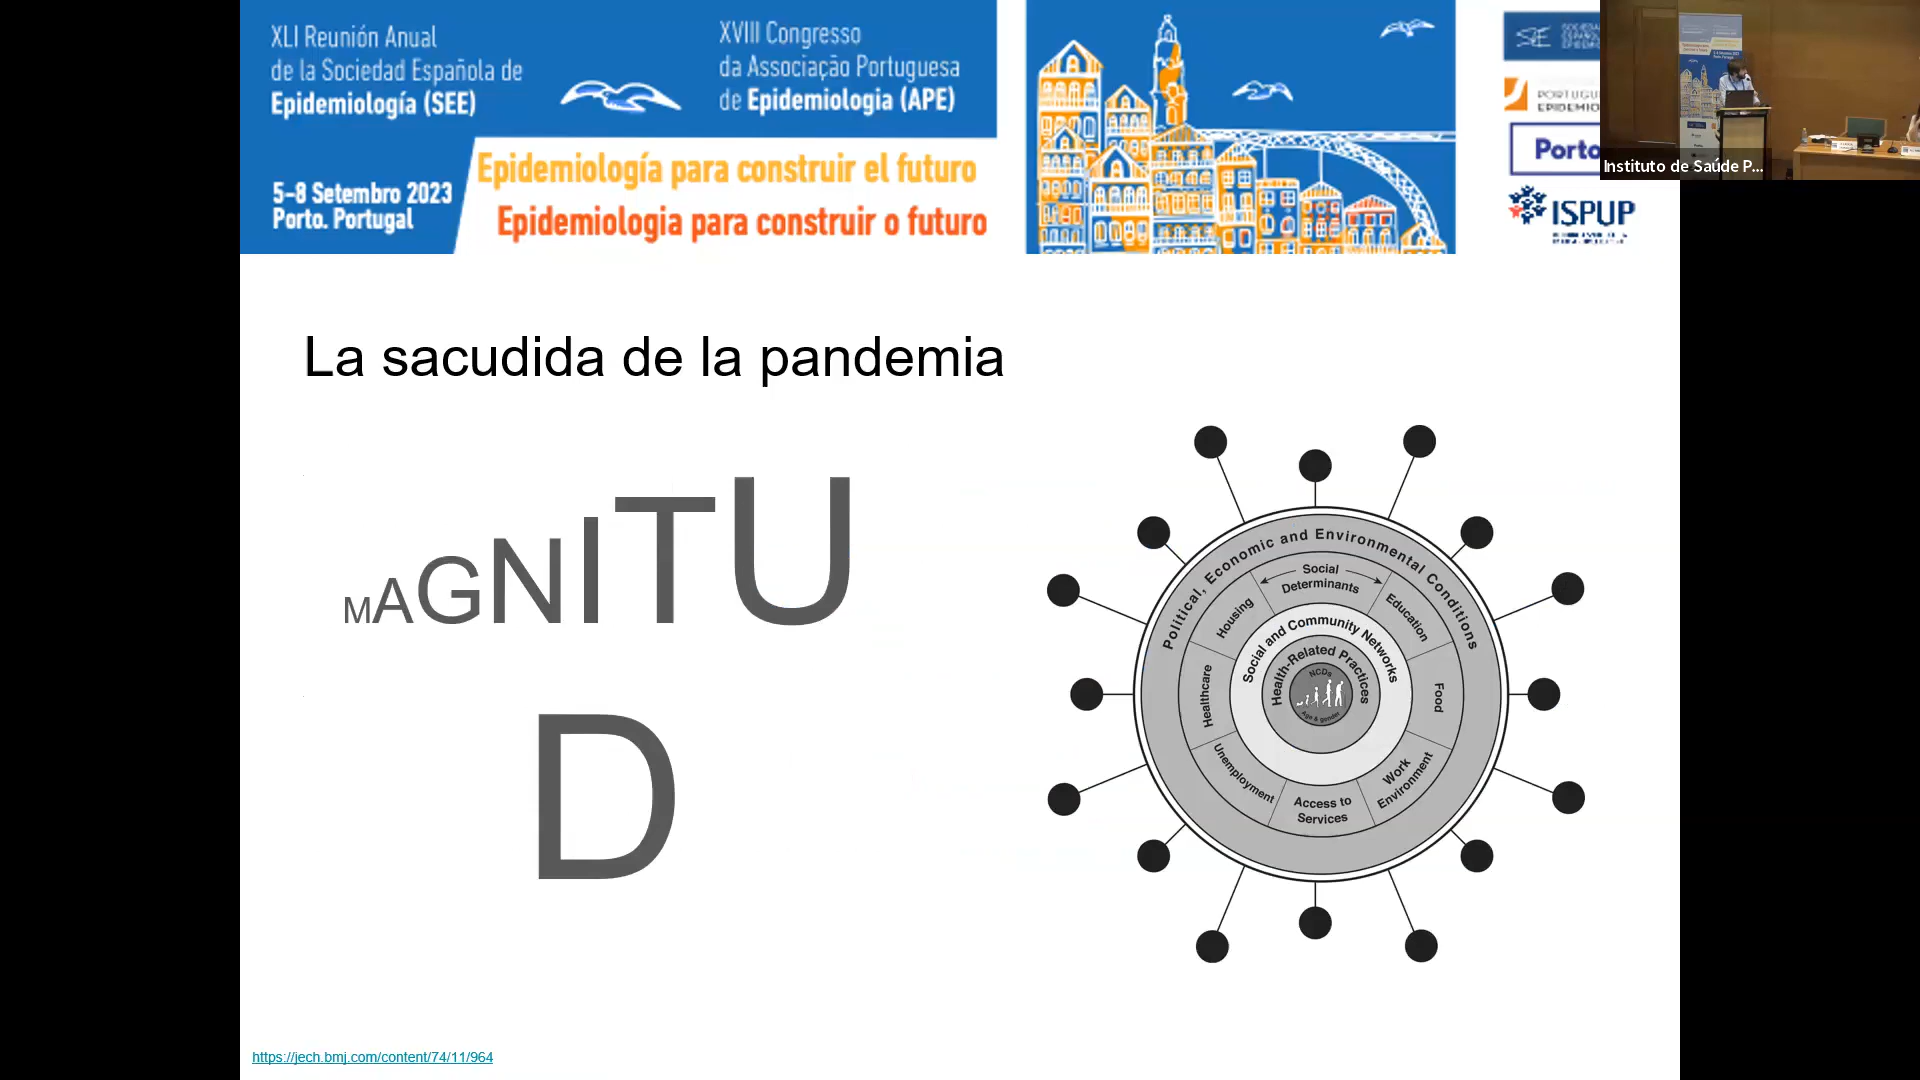 XLI Reunión Anual
de la Sociedad Española de
Epidemiología (SEE)
XVIII Congresso
da Associação Portuguesa
de Epidemiologia (APE)
5-8 Setembro 2023
Porto. Portugal
Epidemiología para construir el futuro
Epidemiologia para construir o futuro
SEE
Porto
ISPUP
Instituto de Saúde P...
La sacudida de la pandemia
MAGNITU
D
Political, Economic and Environmental Conditions
Social
Determinants
Housing
Education
Healthcare
Food
Unemployment
Work
Environment
Access to
Services
Social and Community Networks
Health-Related Practices
NCDs
Age & gender
https://jech.bmj.com/content/74/11/964